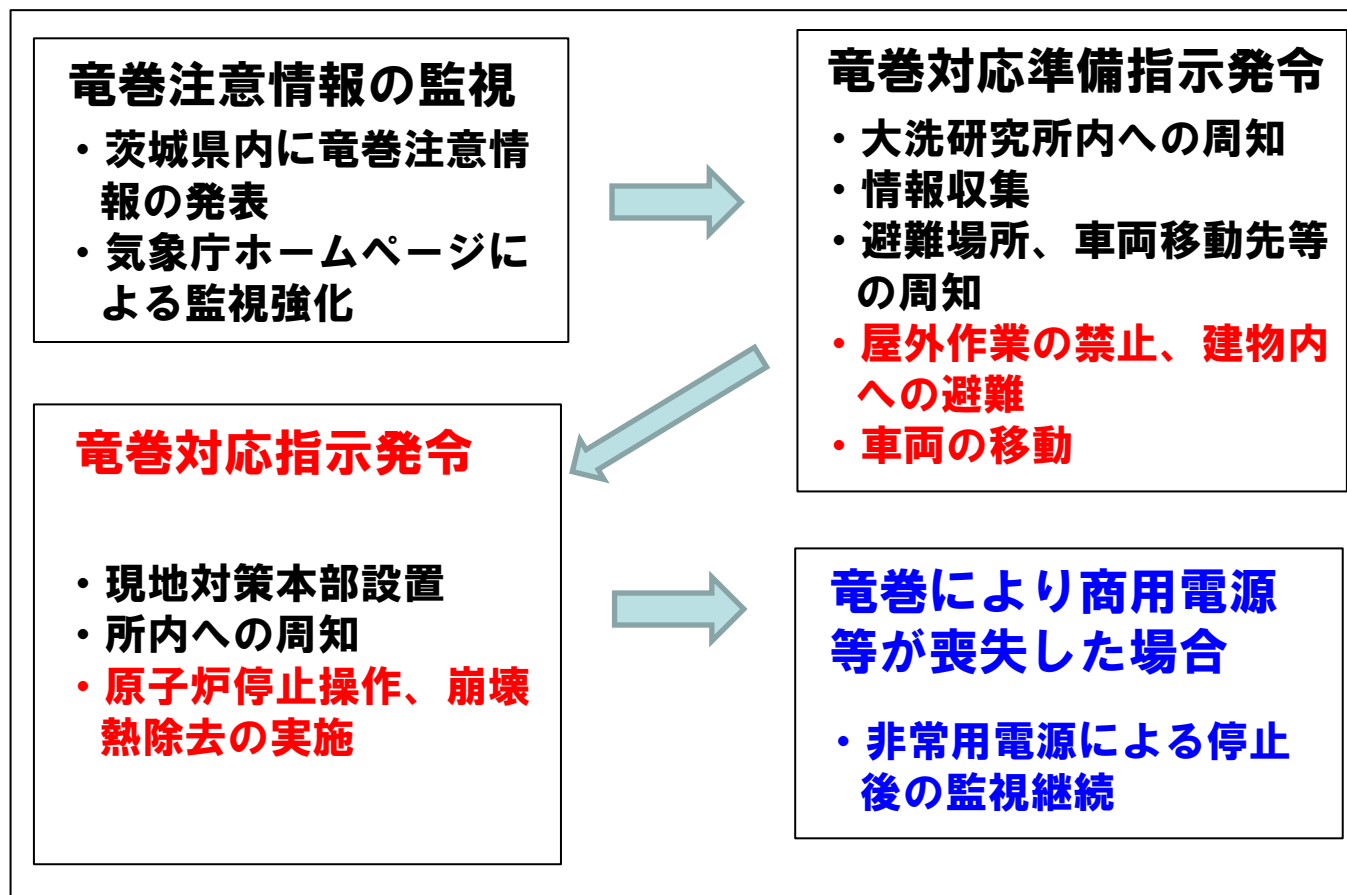 竜巻注意情報の監視
・茨城県内に竜巻注意情
報の発表
・気象庁ホームページに
よる監視強化
竜巻対応準備指示発令
・大洗研究所内への周知
・情報収集
・避難場所、車両移動先等
の周知
・屋外作業の禁止、建物内
への避難
・車両の移動
竜巻対応指示発令
・現地対策本部設置
・所内への周知
・原子炉停止操作、崩壊
熱除去の実施
竜巻により商用電源
等が喪失した場合
・非常用電源による停止
後の監視継続